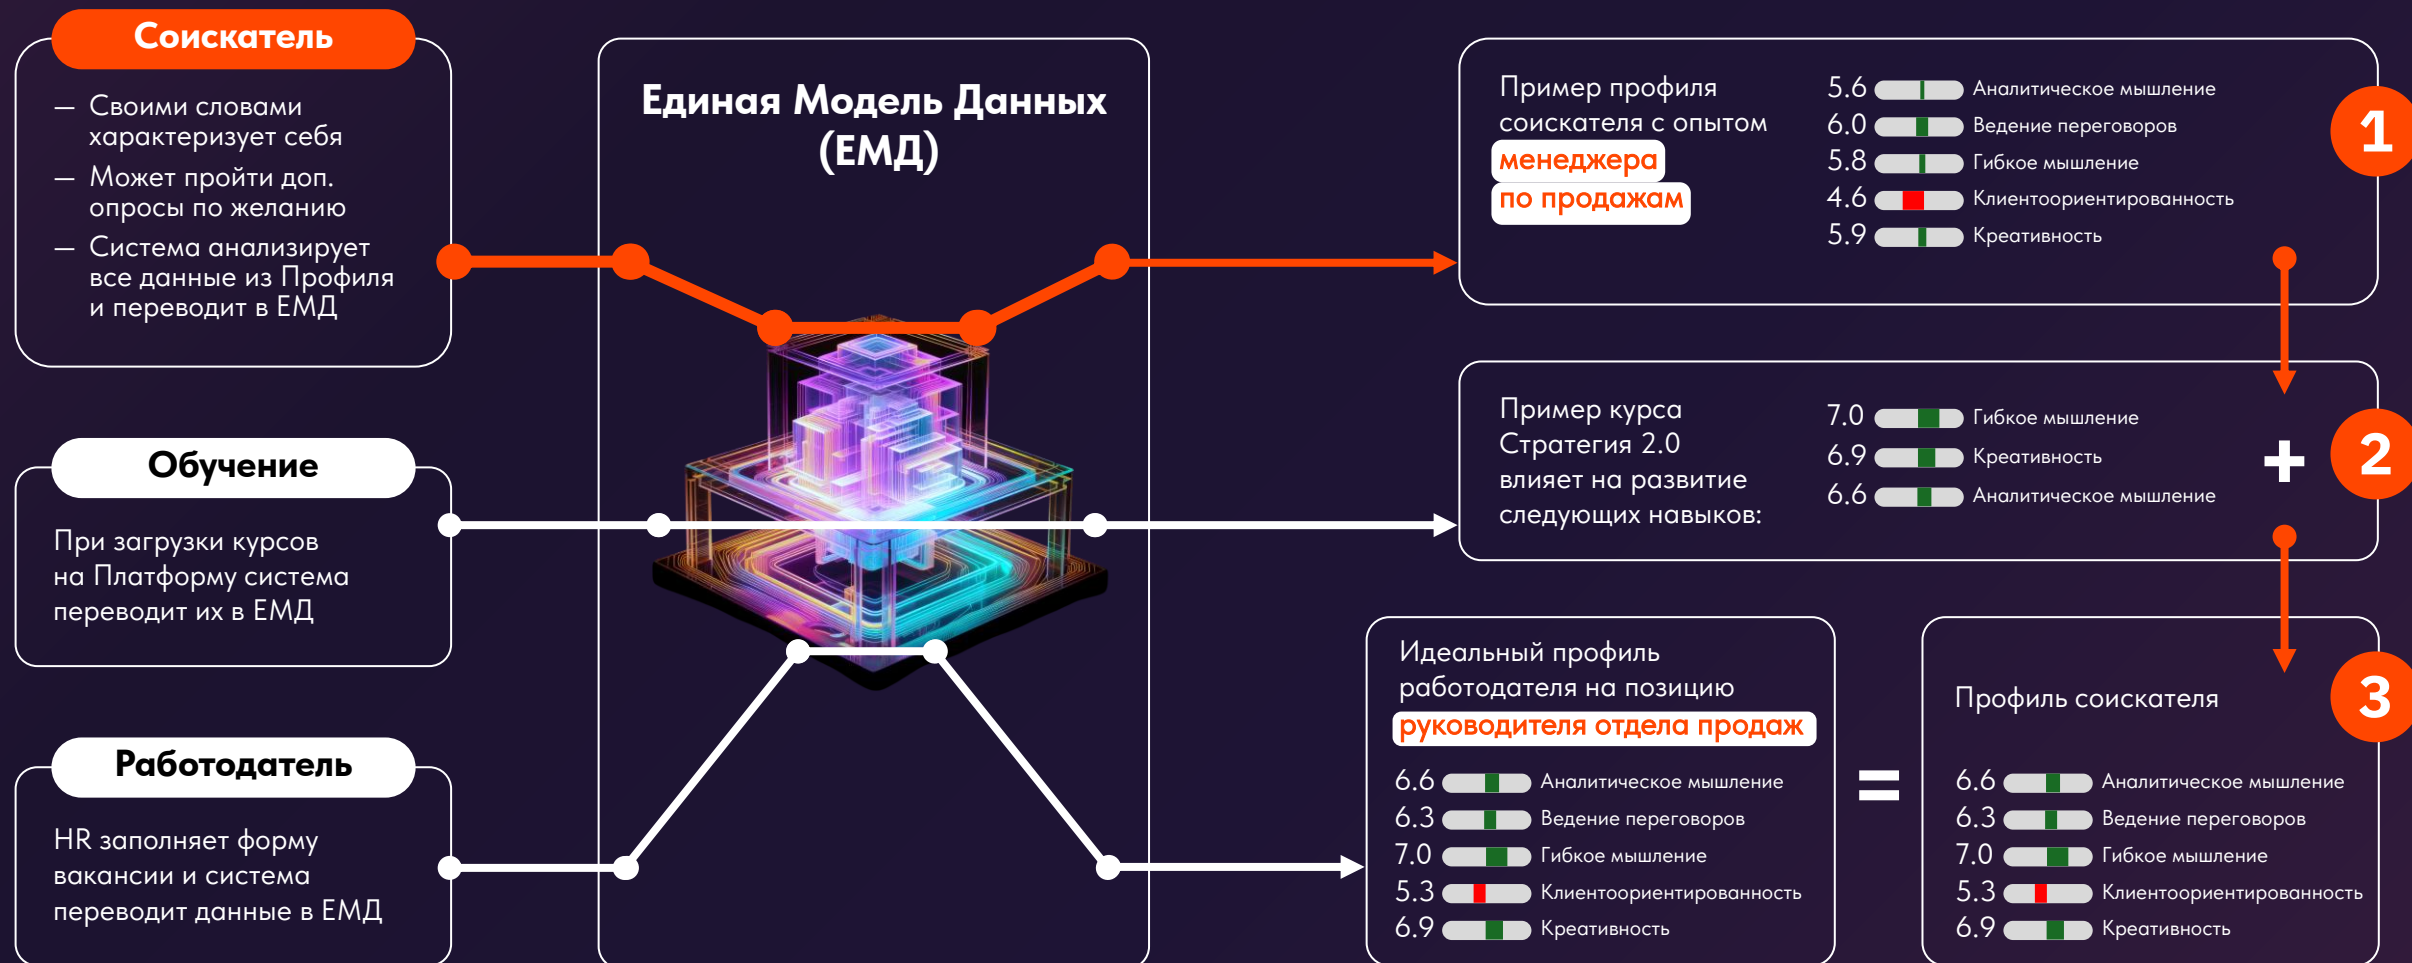 Соискатель
— Своими словами
характеризует себя
— Может пройти доп.
опросы по желанию
— Система анализирует
все данные из Профиля
и переводит в ЕМД
Обучение
При загрузки курсов
на Платформу система
переводит их в ЕМД
Работодатель
HR заполняет форму
вакансии и система
переводит данные в ЕМД
Единая Модель Данных
(ЕМД)
Пример профиля
соискателя с опытом
менеджера
по продажам
5.6 Аналитическое мышление
6.0 Ведение переговоров
5.8 Гибкое мышление
4.6 Клиентоориентированность
5.9 Креативность
1
Пример курса
Стратегия 2.0
влияет на развитие
следующих навыков:
7.0 Гибкое мышление
6.9 Креативность
6.6 Аналитическое мышление
+
2
Идеальный профиль
работодателя на позицию
руководителя отдела продаж
6.6 Аналитическое мышление
6.3 Ведение переговоров
7.0 Гибкое мышление
5.3 Клиентоориентированность
6.9 Креативность
=
Профиль соискателя
3
6.6 Аналитическое мышление
6.3 Ведение переговоров
7.0 Гибкое мышление
5.3 Клиентоориентированность
6.9 Креативность